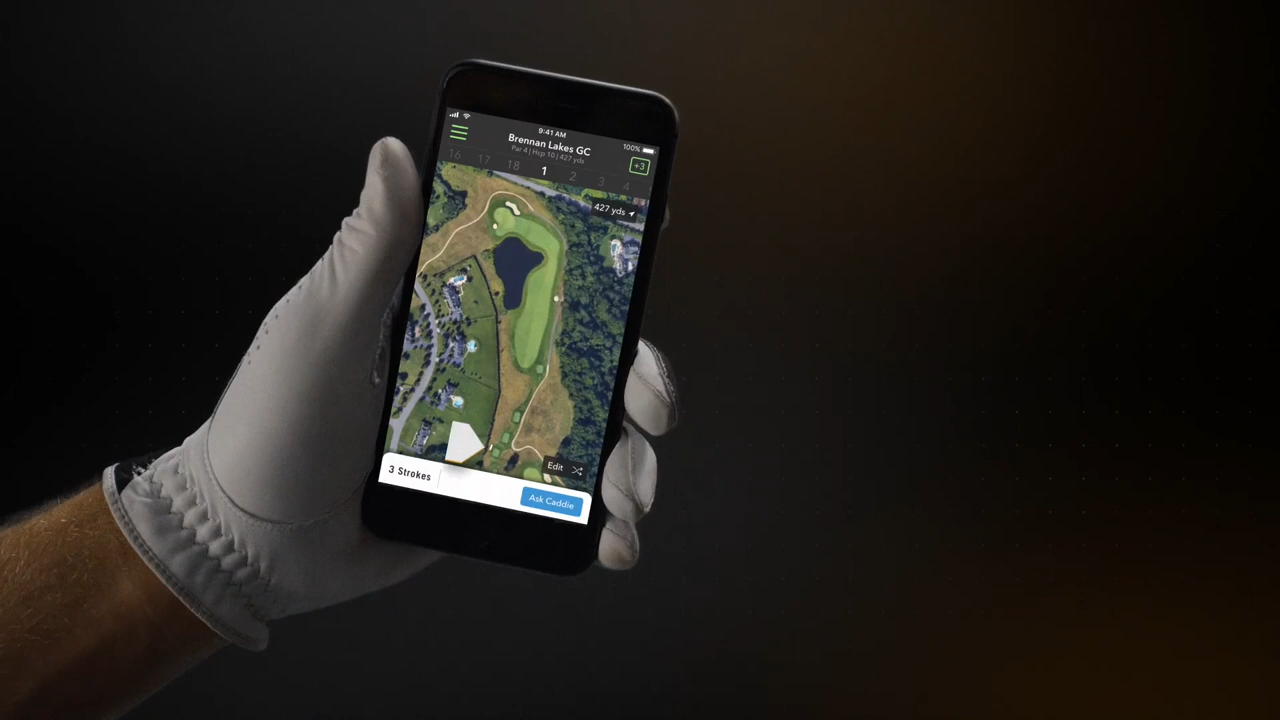 9:41 AM
100%
Brennan Lakes GC
Par 4 | Hcp 10 | 427 yds
+3
16 17 18 1 2 3 4
427 yds
Edit
3 Strokes
Ask Caddie